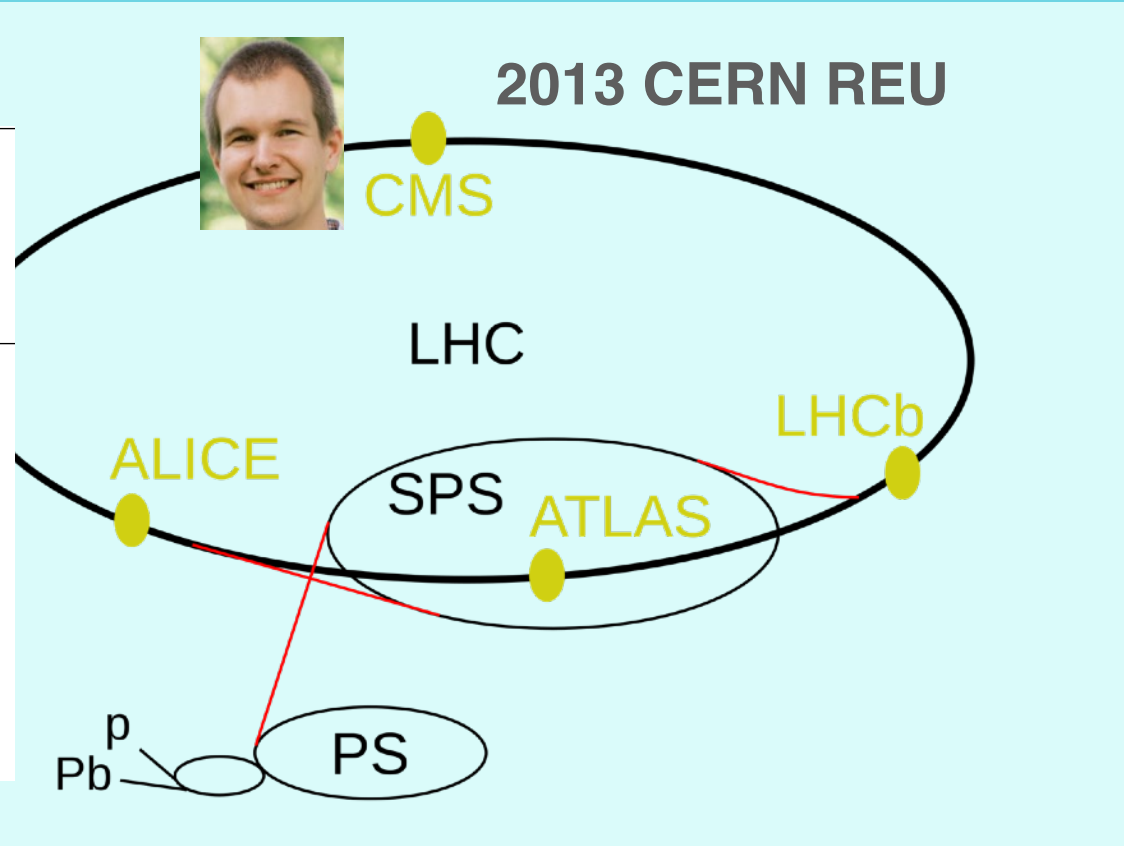 2013 CERN REU
CMS
LHC
LHCb
ALICE
SPS
ATLAS
p
Pb
PS